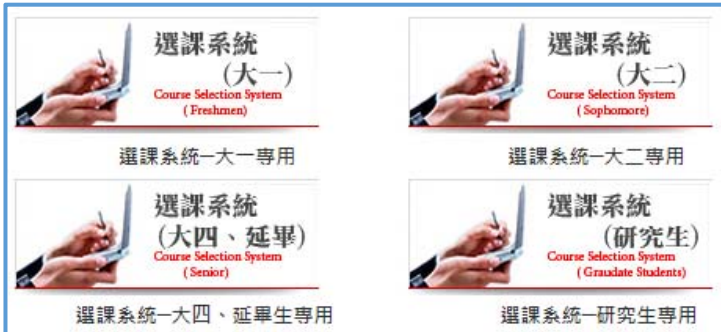 選課系統
(大一)
Course Selection System
( Freshmen)
選課系統─大一專用
選課系統
(大二)
Course Selection System
( Sophomore)
選課系統─大二專用
選課系統
(大四、延畢)
Course Selection System
( Senior)
選課系統─大四、延畢生專用
選課系統
(研究生)
Course Selection System
( Graudate Students)
選課系統─研究生專用